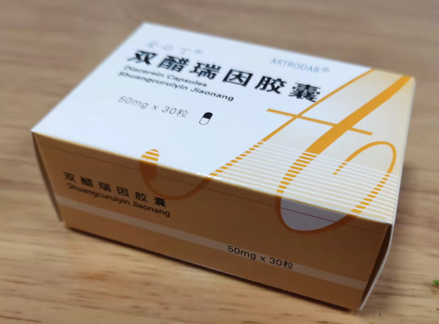 安必丁®
ARTRODAR®
双醋瑞因胶囊
Diacerein Capsules
Shuangcuruiyin Jiaonang
50mg x 30粒
双醋瑞因胶囊
Shuangcuruiyin Jiaonang
50mg x 30粒